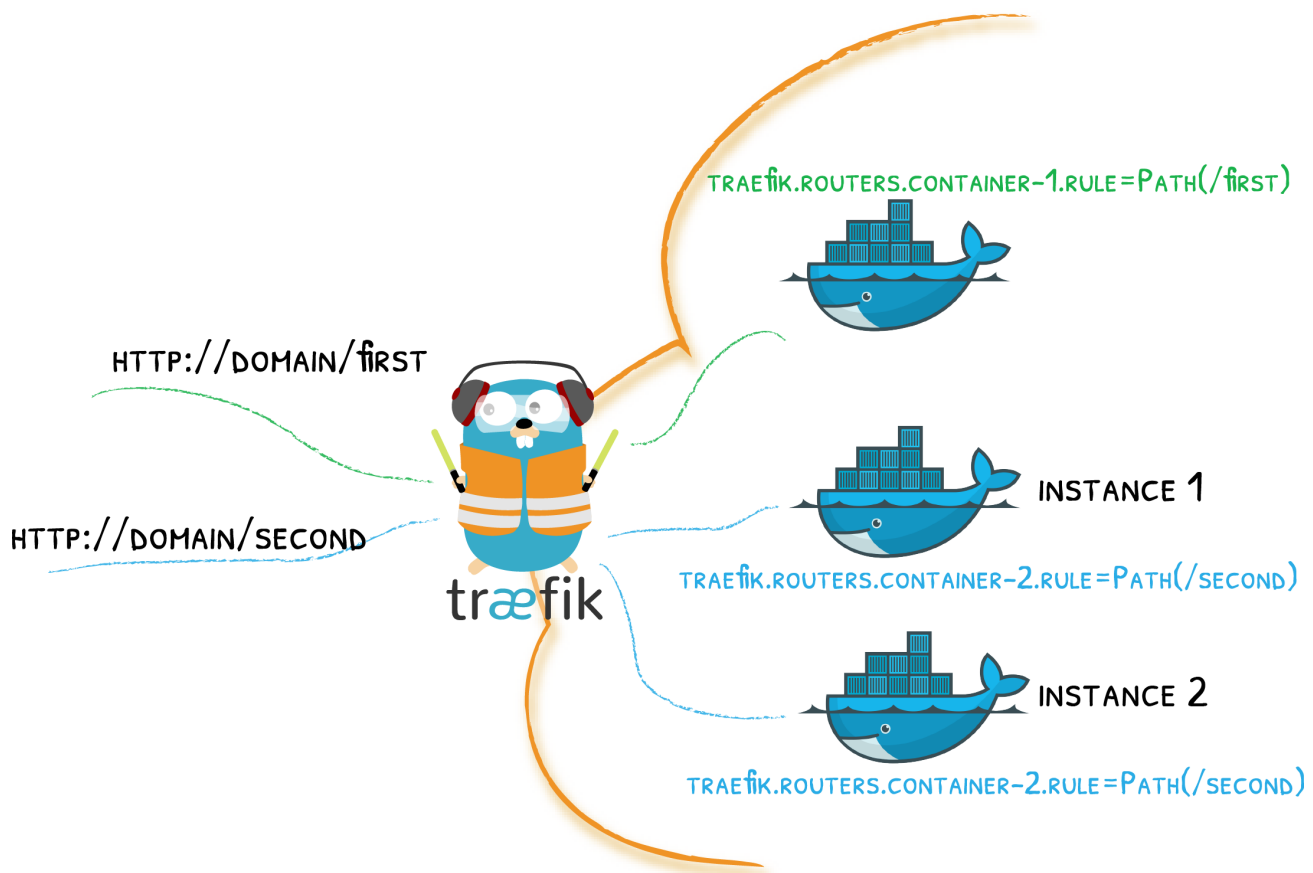 traefik.routers.container-1.rule=Path(/first)
http://domain/first
instance 1
http://domain/second
traefik.routers.container-2.rule=Path(/second)
træfik
instance 2
traefik.routers.container-2.rule=Path(/second)